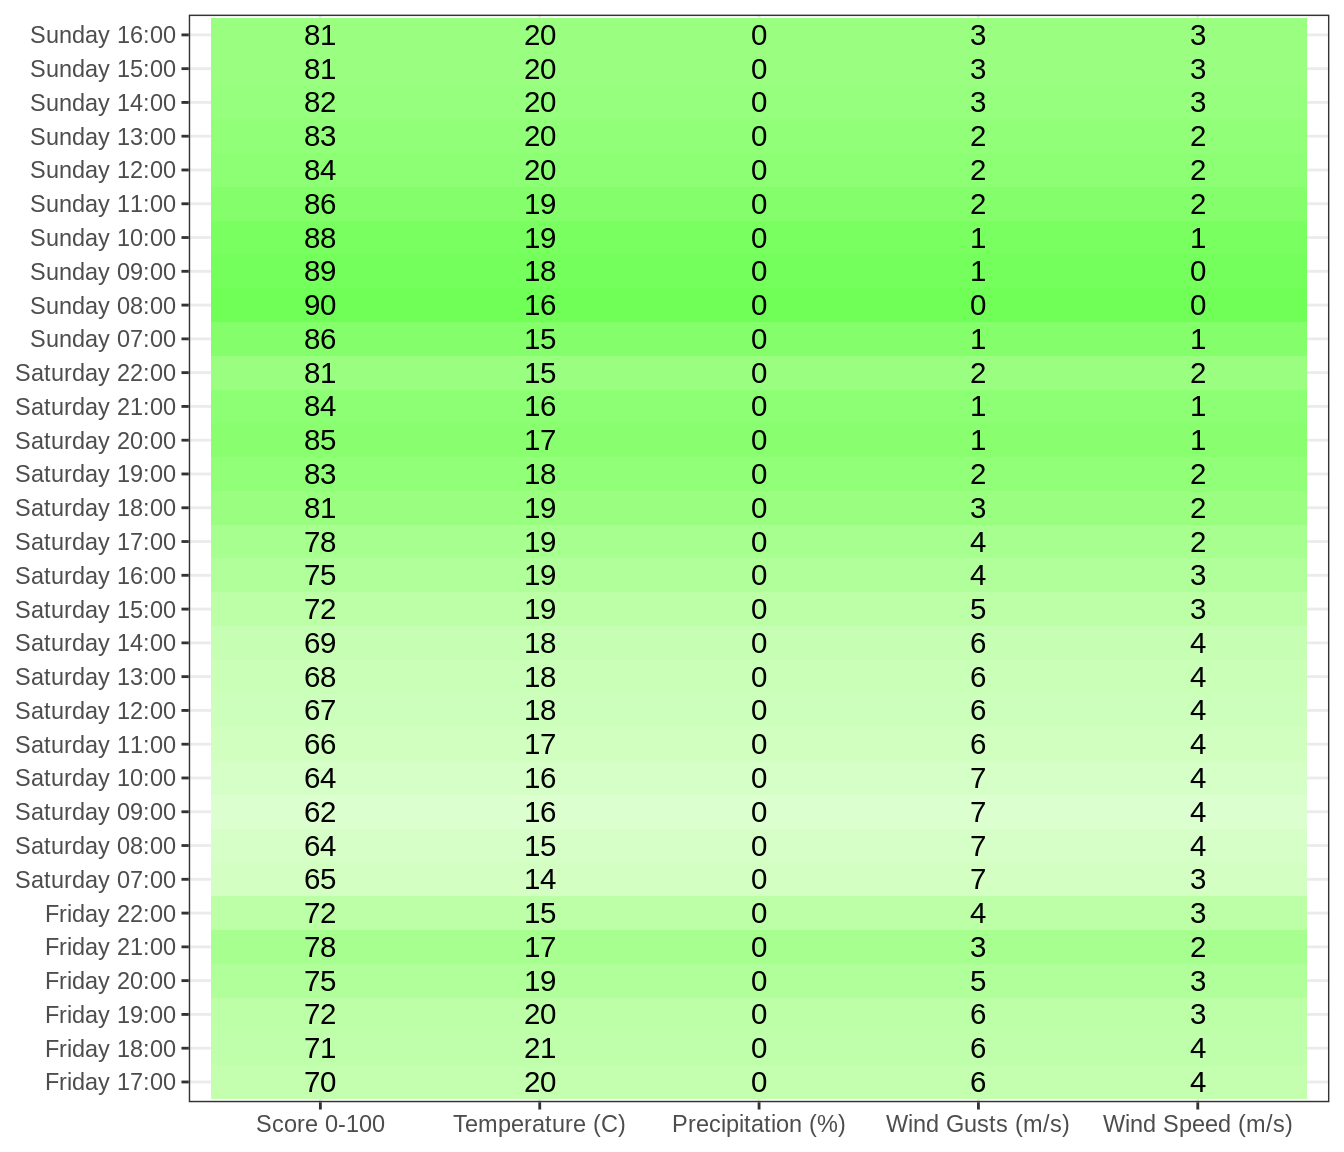 Sunday 16:00 81 20 0 3 3
Sunday 15:00 81 20 0 3 3
Sunday 14:00 82 20 0 3 3
Sunday 13:00 83 20 0 2 2
Sunday 12:00 84 20 0 2 2
Sunday 11:00 86 19 0 2 2
Sunday 10:00 88 19 0 1 1
Sunday 09:00 89 18 0 1 0
Sunday 08:00 90 16 0 0 0
Sunday 07:00 86 15 0 1 1
Saturday 22:00 81 15 0 2 2
Saturday 21:00 84 16 0 1 1
Saturday 20:00 85 17 0 1 1
Saturday 19:00 83 18 0 2 2
Saturday 18:00 81 19 0 3 2
Saturday 17:00 78 19 0 4 2
Saturday 16:00 75 19 0 4 3
Saturday 15:00 72 19 0 5 3
Saturday 14:00 69 18 0 6 4
Saturday 13:00 68 18 0 6 4
Saturday 12:00 67 18 0 6 4
Saturday 11:00 66 17 0 6 4
Saturday 10:00 64 16 0 7 4
Saturday 09:00 62 16 0 7 4
Saturday 08:00 64 15 0 7 4
Saturday 07:00 65 14 0 7 3
Friday 22:00 72 15 0 4 3
Friday 21:00 78 17 0 3 2
Friday 20:00 75 19 0 5 3
Friday 19:00 72 20 0 6 3
Friday 18:00 71 21 0 6 4
Friday 17:00 70 20 0 6 4
Score 0-100 Temperature (C) Precipitation (%) Wind Gusts (m/s) Wind Speed (m/s)